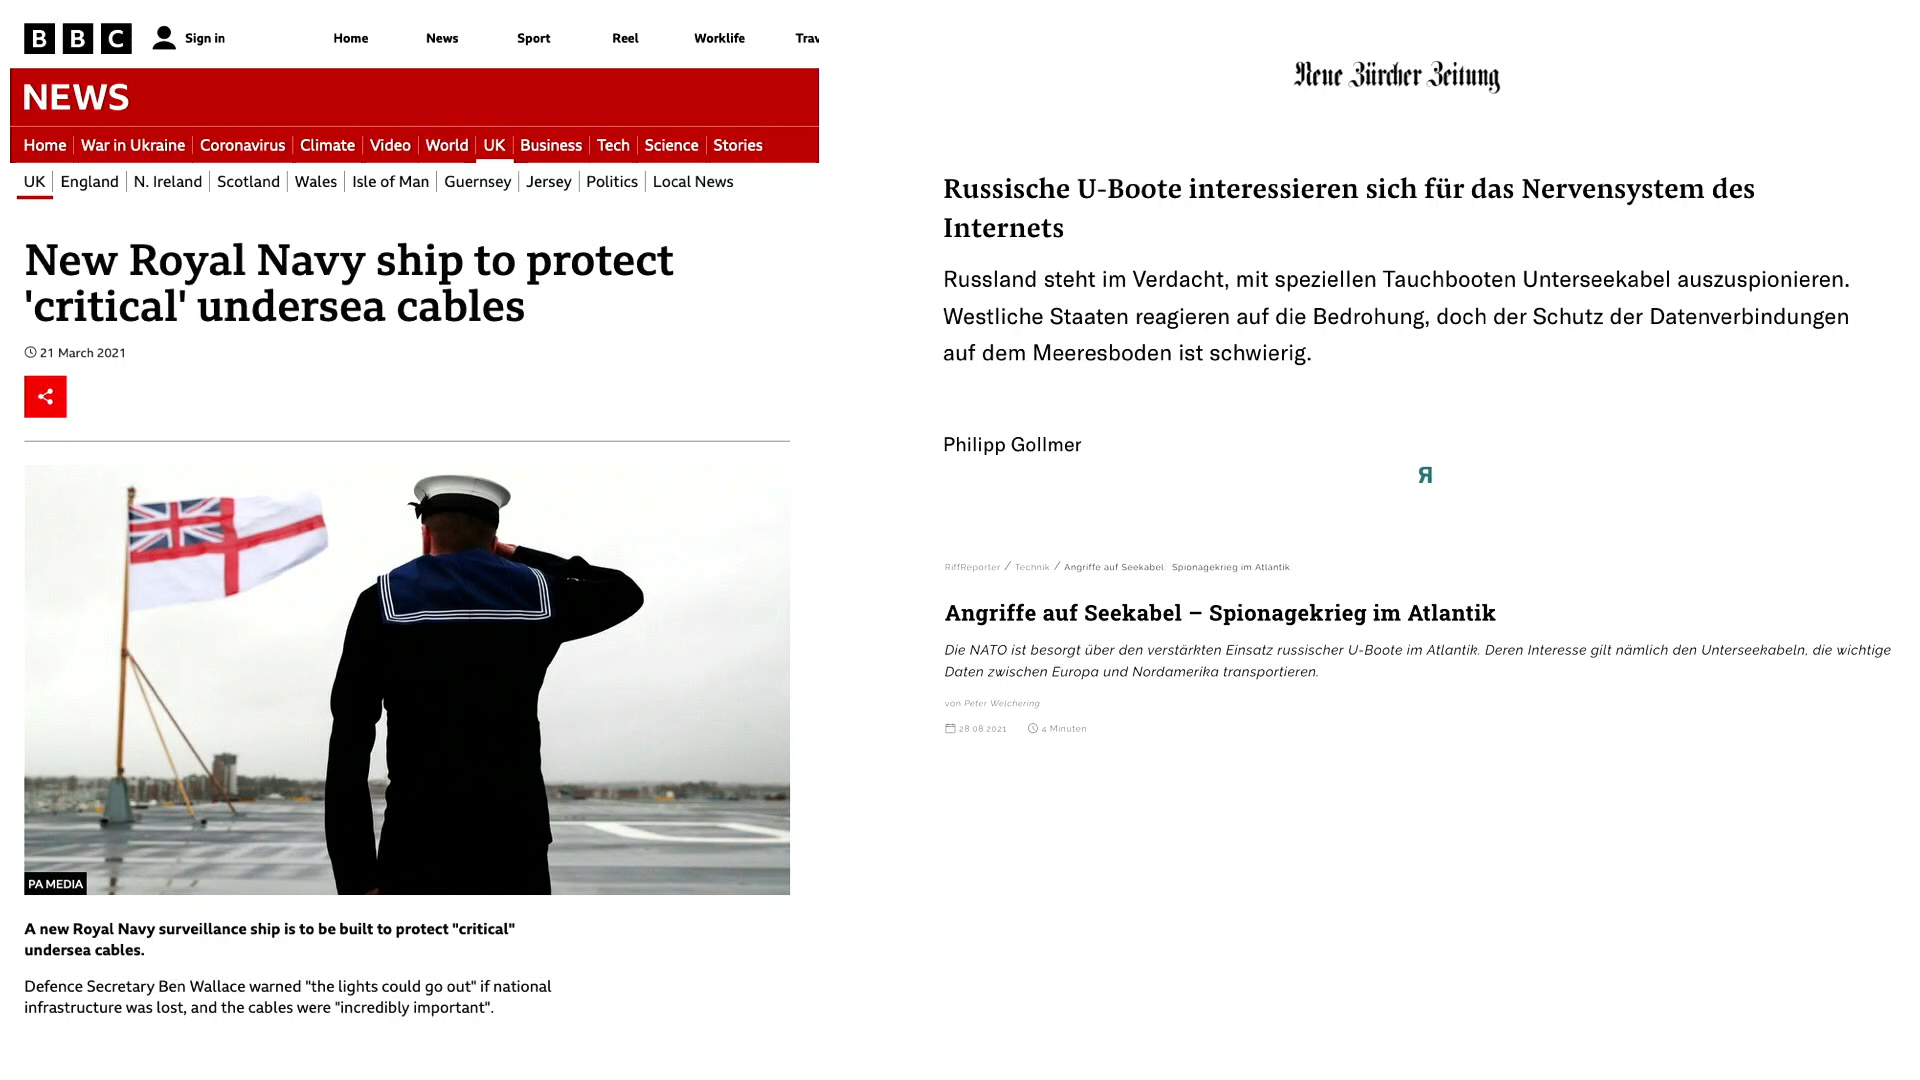 BBC Sign in Home News Sport Reel Worklife Trav
NEWS
Home War in Ukraine Coronavirus Climate Video World UK Business Tech Science Stories
UK England N. Ireland Scotland Wales Isle of Man Guernsey Jersey Politics Local News
New Royal Navy ship to protect
'critical' undersea cables
21 March 2021
PA MEDIA
A new Royal Navy surveillance ship is to be built to protect "critical"
undersea cables.
Defence Secretary Ben Wallace warned "the lights could go out" if national
infrastructure was lost, and the cables were "incredibly important".
Neue Zürcher Zeitung
Russische U-Boote interessieren sich für das Nervensystem des
Internets
Russland steht im Verdacht, mit speziellen Tauchbooten Unterseekabel auszuspionieren.
Westliche Staaten reagieren auf die Bedrohung, doch der Schutz der Datenverbindungen
auf dem Meeresboden ist schwierig.
Philipp Gollmer
Я
RiffReporter / Technik / Angriffe auf Seekabel. Spionagekrieg im Atlantik
Angriffe auf Seekabel – Spionagekrieg im Atlantik
Die NATO ist besorgt über den verstärkten Einsatz russischer U-Boote im Atlantik. Deren Interesse gilt nämlich den Unterseekabeln, die wichtige
Daten zwischen Europa und Nordamerika transportieren.
von Peter Welchering
28 08 2021 4 Minuten